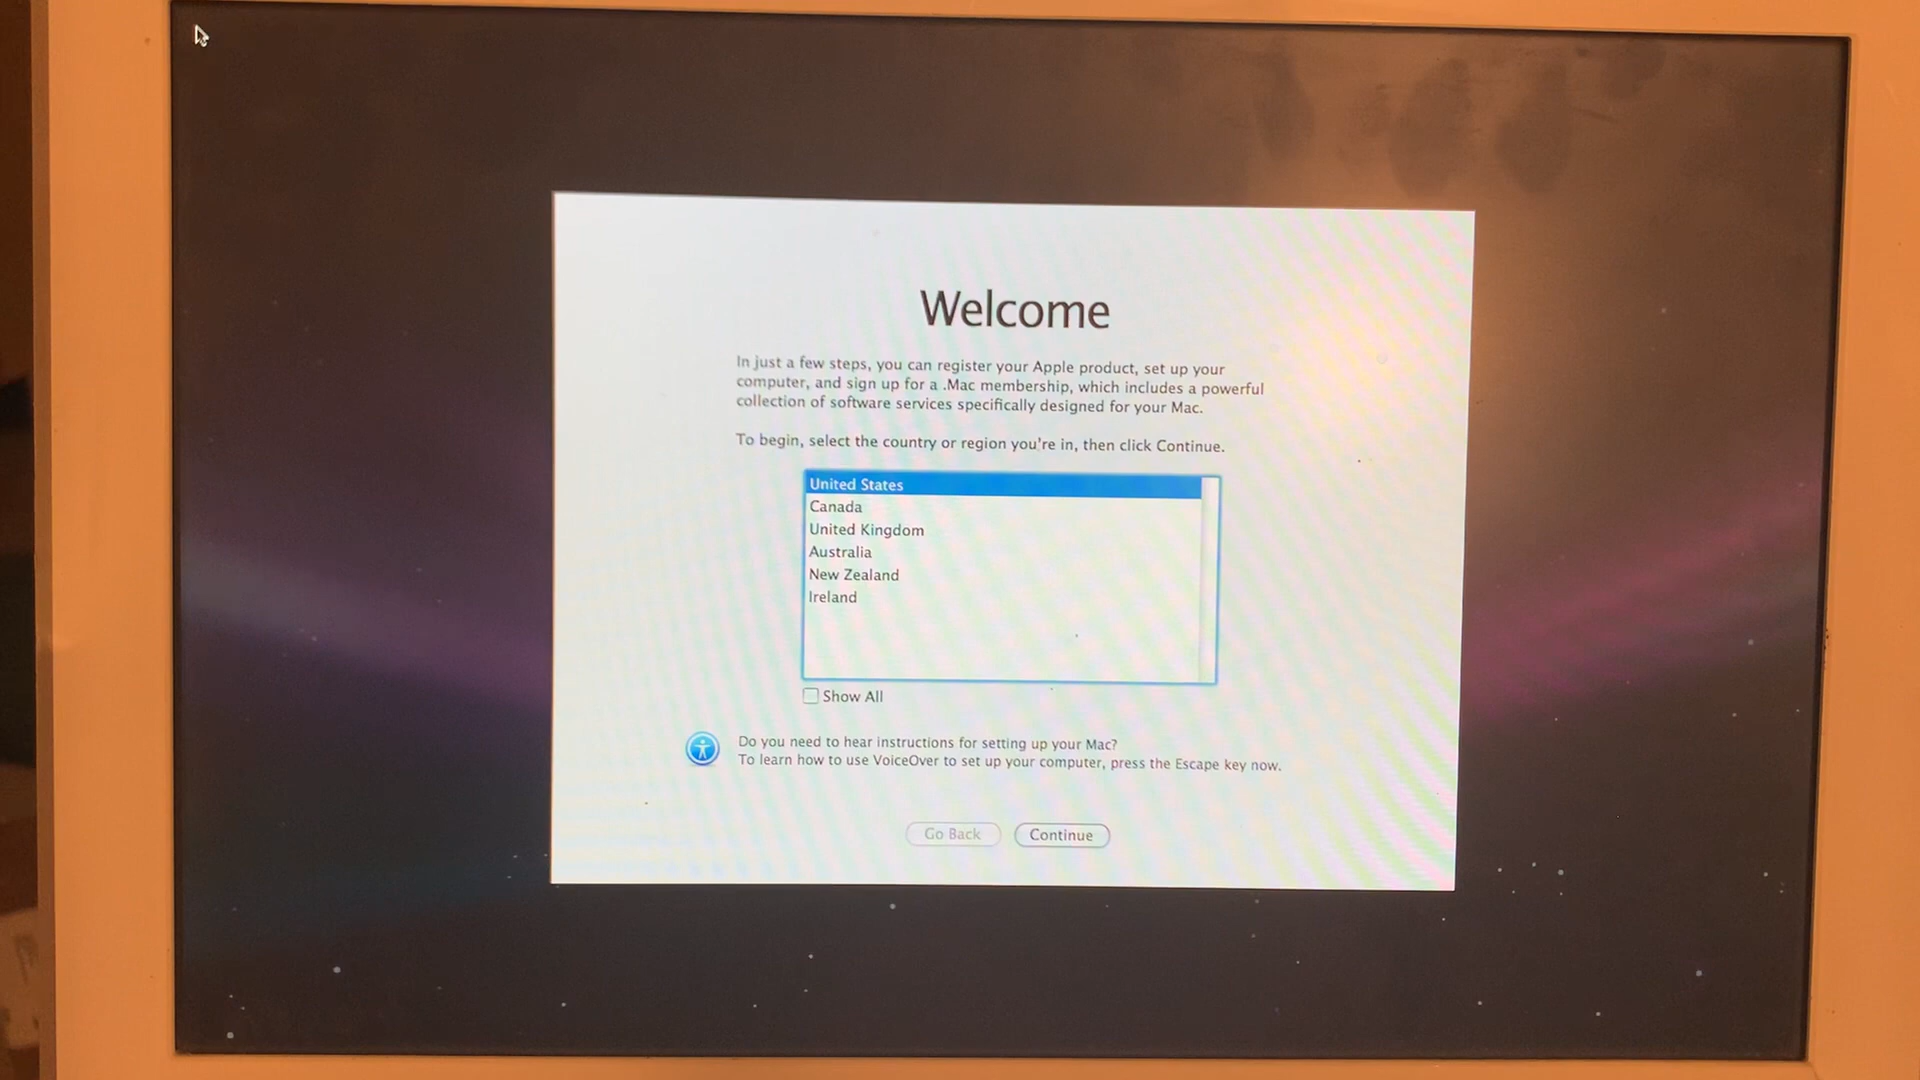 Welcome
In just a few steps, you can register your Apple product, set up your
computer, and sign up for a .Mac membership, which includes a powerful
collection of software services specifically designed for your Mac.
To begin, select the country or region you're in, then click Continue.
United States
Canada
United Kingdom
Australia
New Zealand
Ireland
Show All
Do you need to hear instructions for setting up your Mac?
To learn how to use VoiceOver to set up your computer, press the Escape key now.
Go Back
Continue